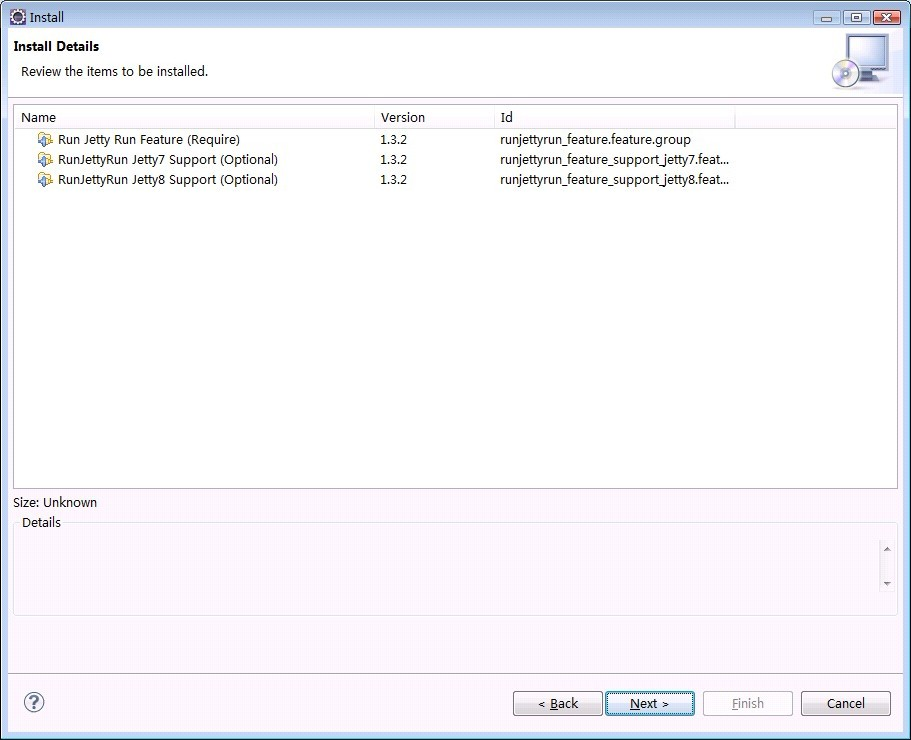 Install
Install Details
Review the items to be installed.
Name Version Id
Run Jetty Run Feature (Require) 1.3.2 runjettyrun_feature.feature.group
RunJettyRun Jetty7 Support (Optional) 1.3.2 runjettyrun_feature_support_jetty7.feat...
RunJettyRun Jetty8 Support (Optional) 1.3.2 runjettyrun_feature_support_jetty8.feat...
Size: Unknown
Details
? < Back Next > Finish Cancel